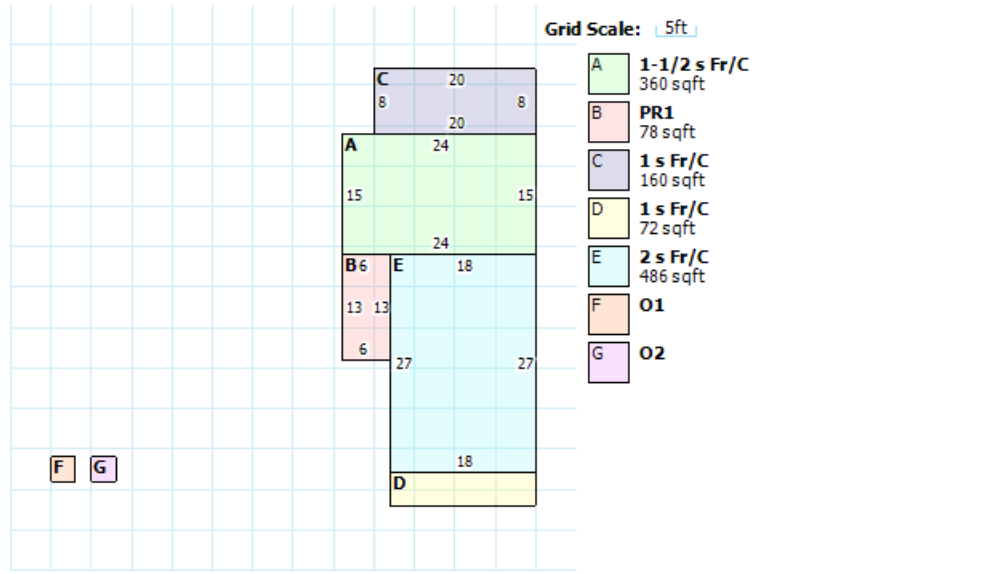 Grid Scale: 5ft
C 20
8 8
20
A 24
15 15
24
B 6 E 18
13 13
6
27 27
18
D
F G
A 1-1/2 s Fr/C
360 sqft
B PR1
78 sqft
C 1 s Fr/C
160 sqft
D 1 s Fr/C
72 sqft
E 2 s Fr/C
486 sqft
F O1
G O2